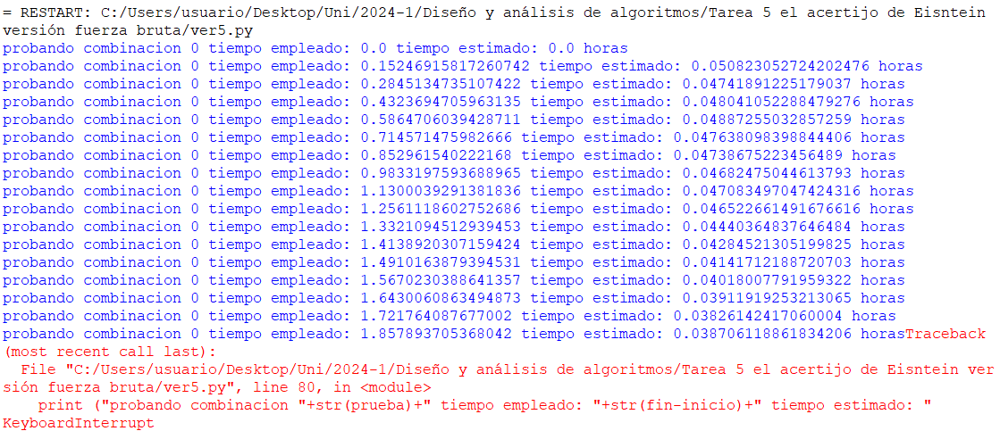 = RESTART: C:/Users/usuario/Desktop/Uni/2024-1/Diseño y análisis de algoritmos/Tarea 5 el acertijo de Eisntein
versión fuerza bruta/ver5.py
probando combinacion 0 tiempo empleado: 0.0 tiempo estimado: 0.0 horas
probando combinacion 0 tiempo empleado: 0.15246915817260742 tiempo estimado: 0.050823052724202476 horas
probando combinacion 0 tiempo empleado: 0.2845134735107422 tiempo estimado: 0.04741891225179037 horas
probando combinacion 0 tiempo empleado: 0.4323694705963135 tiempo estimado: 0.048041052288479276 horas
probando combinacion 0 tiempo empleado: 0.5864706039428711 tiempo estimado: 0.04887255032857259 horas
probando combinacion 0 tiempo empleado: 0.714571475982666 tiempo estimado: 0.047638098398844406 horas
probando combinacion 0 tiempo empleado: 0.852961540222168 tiempo estimado: 0.04738675223456489 horas
probando combinacion 0 tiempo empleado: 0.9833197593688965 tiempo estimado: 0.04682475044613793 horas
probando combinacion 0 tiempo empleado: 1.1300039291381836 tiempo estimado: 0.047083497047424316 horas
probando combinacion 0 tiempo empleado: 1.2561118602752686 tiempo estimado: 0.046522661491676616 horas
probando combinacion 0 tiempo empleado: 1.3321094512939453 tiempo estimado: 0.04440364837646484 horas
probando combinacion 0 tiempo empleado: 1.4138920307159424 tiempo estimado: 0.04284521305199825 horas
probando combinacion 0 tiempo empleado: 1.4910163879394531 tiempo estimado: 0.04141712188720703 horas
probando combinacion 0 tiempo empleado: 1.5670230388641357 tiempo estimado: 0.04018007791959322 horas
probando combinacion 0 tiempo empleado: 1.6430060863494873 tiempo estimado: 0.03911919253213065 horas
probando combinacion 0 tiempo empleado: 1.721764087677002 tiempo estimado: 0.03826142417060004 horas
probando combinacion 0 tiempo empleado: 1.857893705368042 tiempo estimado: 0.038706118861834206 horasTraceback
(most recent call last):
  File "C:/Users/usuario/Desktop/Uni/2024-1/Diseño y análisis de algoritmos/Tarea 5 el acertijo de Eisntein ver
sión fuerza bruta/ver5.py", line 80, in <module>
    print ("probando combinacion "+str(prueba)+" tiempo empleado: "+str(fin-inicio)+" tiempo estimado: "
KeyboardInterrupt